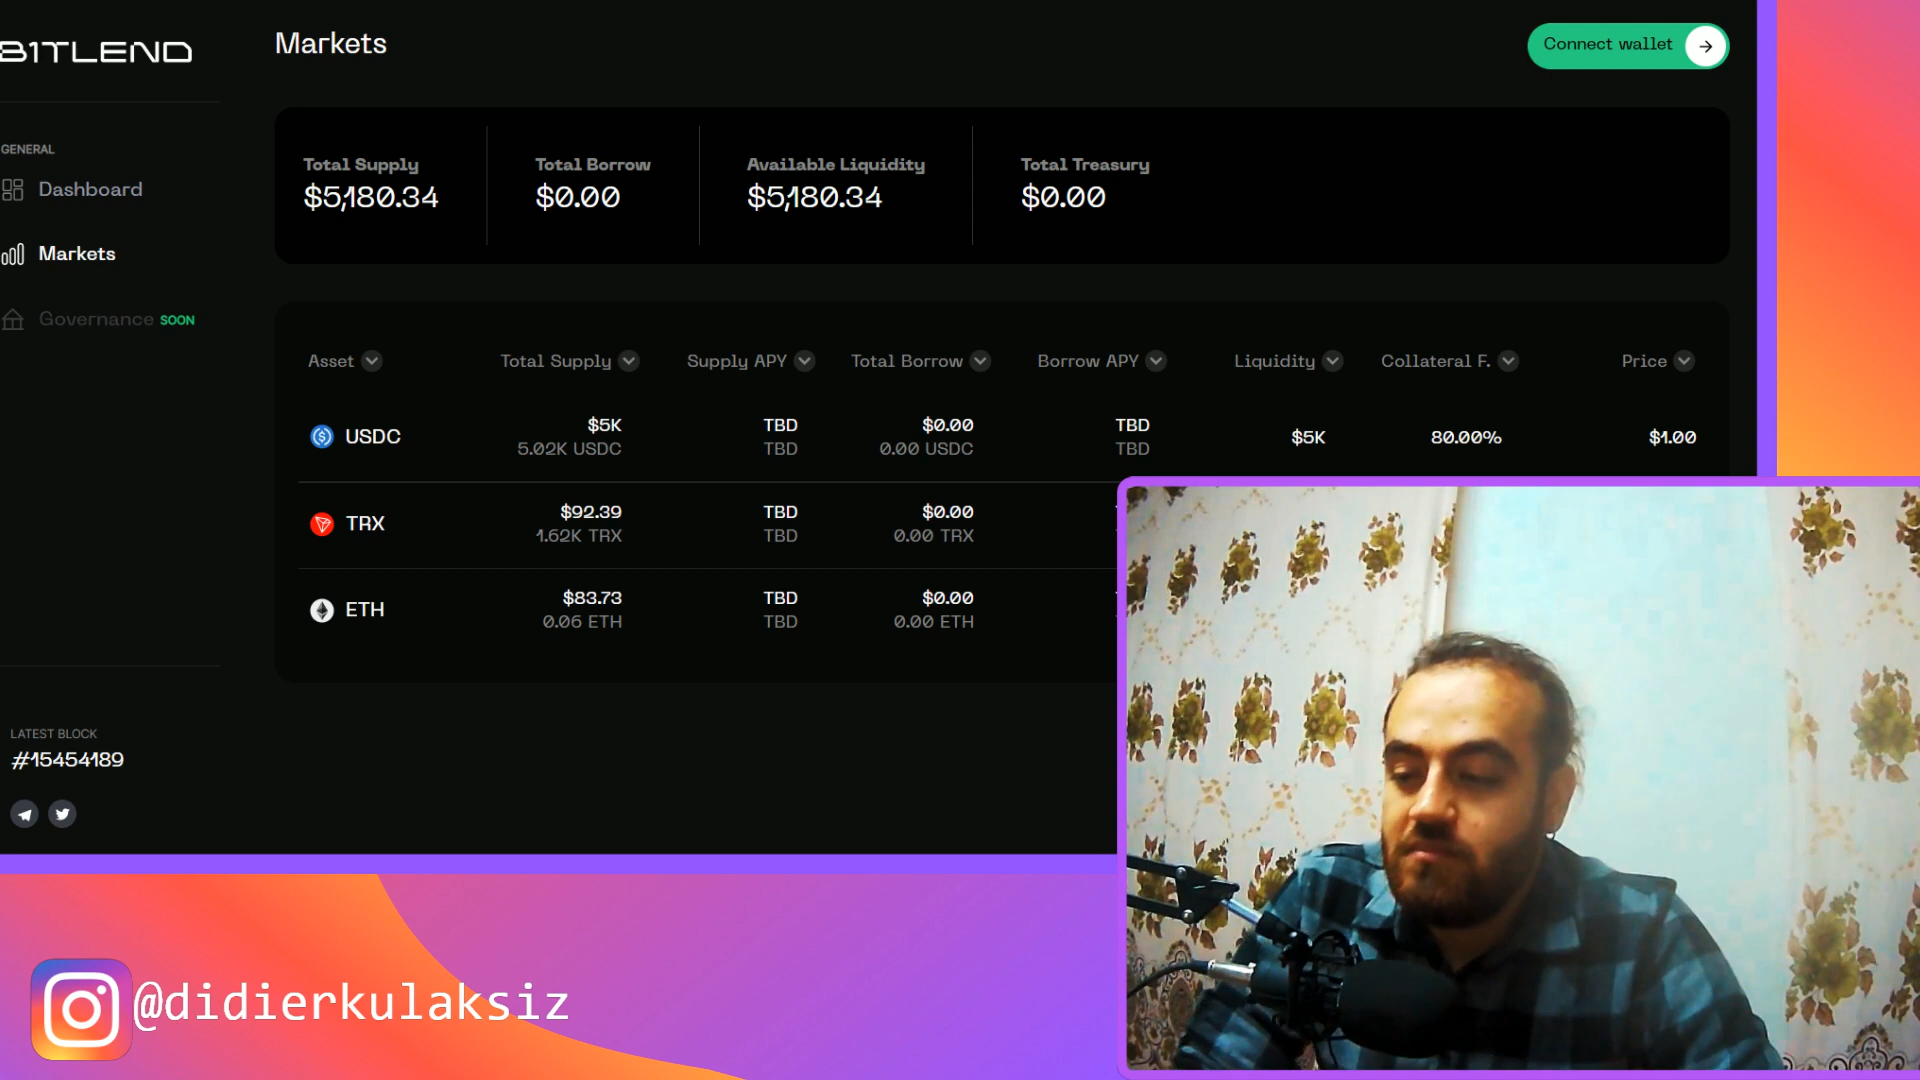 B1TLEND
Markets
Connect wallet
GENERAL
Dashboard
Markets
Governance SOON
Total Supply
$5,180.34
Total Borrow
$0.00
Available Liquidity
$5,180.34
Total Treasury
$0.00
Asset Total Supply Supply APY Total Borrow Borrow APY Liquidity Collateral F. Price
USDC $5K TBD $0.00 TBD $5K 80.00% $1.00
5.02K USDC TBD 0.00 USDC TBD
TRX $92.39 TBD $0.00
1.62K TRX TBD 0.00 TRX
ETH $83.73 TBD $0.00
0.06 ETH TBD 0.00 ETH
LATEST BLOCK
#15454189
@didierkulaksiz